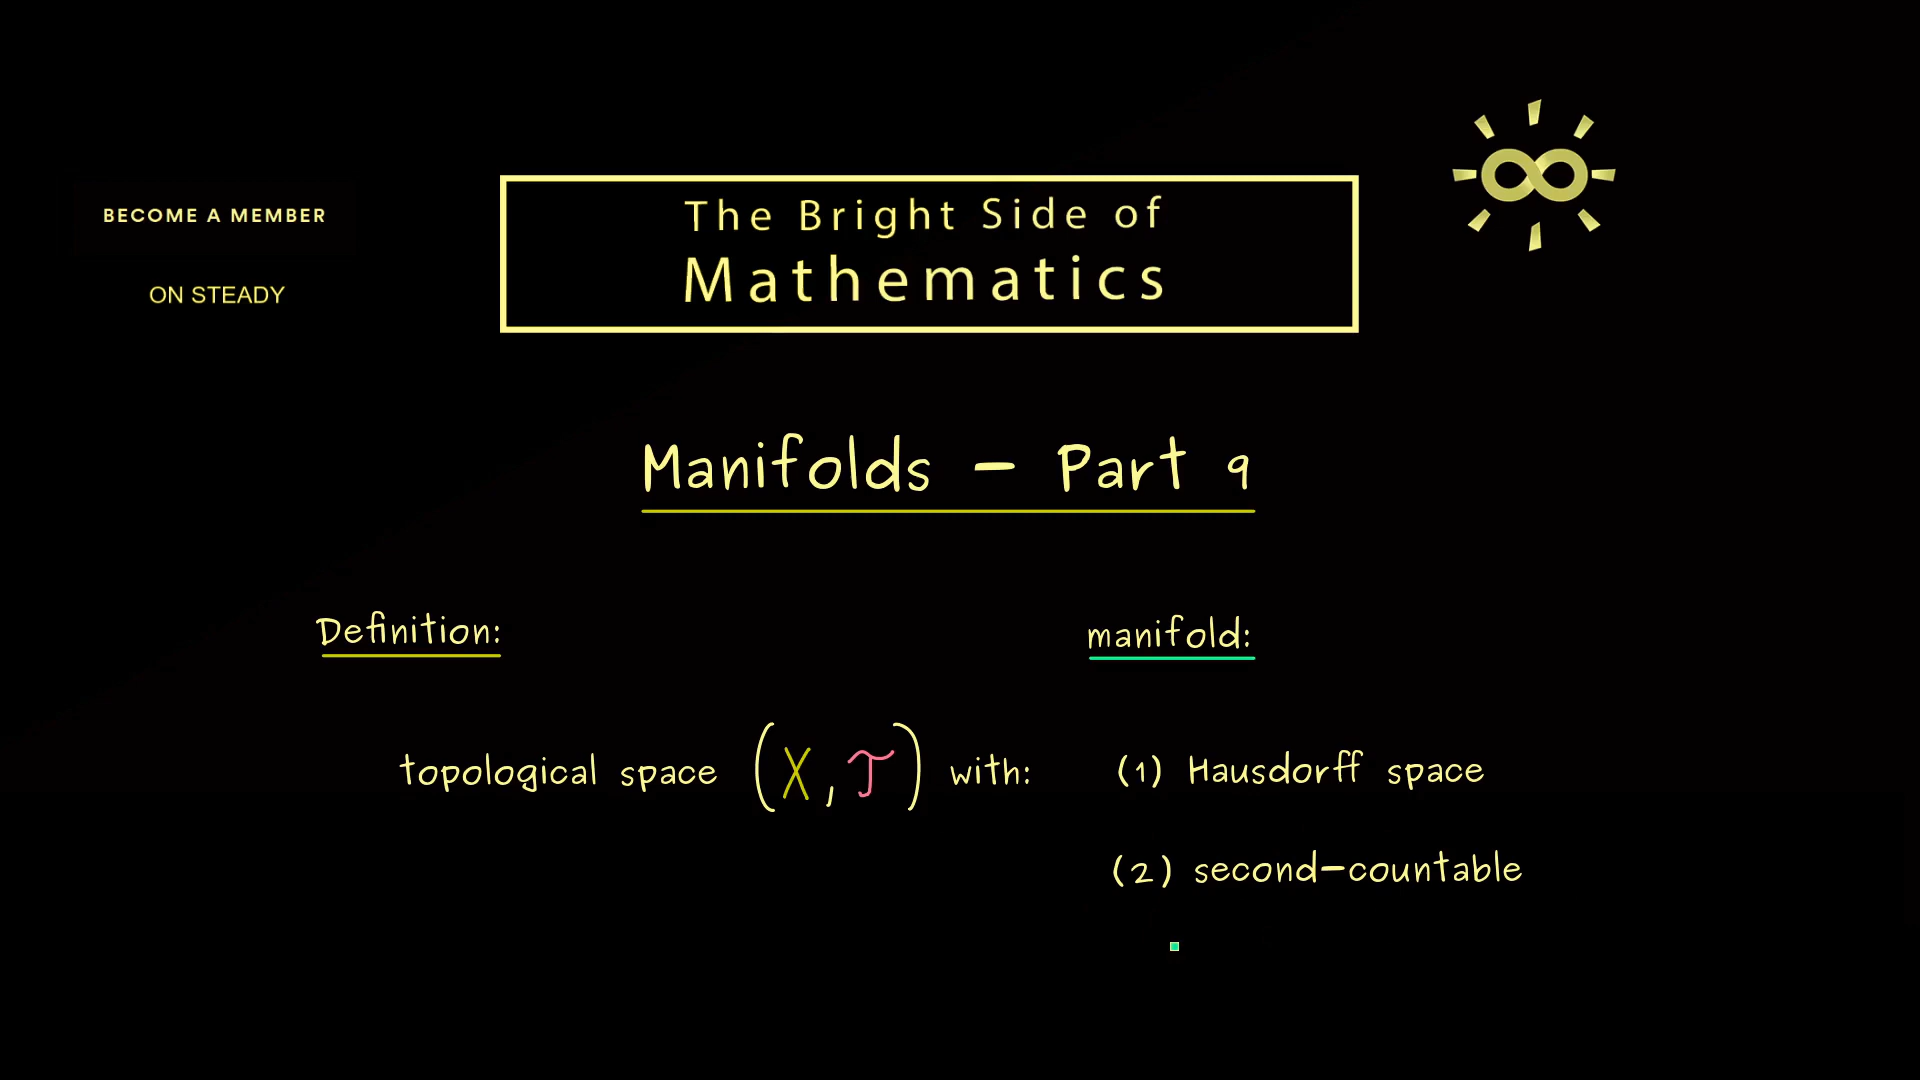 BECOME A MEMBER
ON STEADY
The Bright Side of
Mathematics
Manifolds - Part 9
Definition:
manifold:
topological space (X, 𝒯) with: (1) Hausdorff space
(2) second-countable